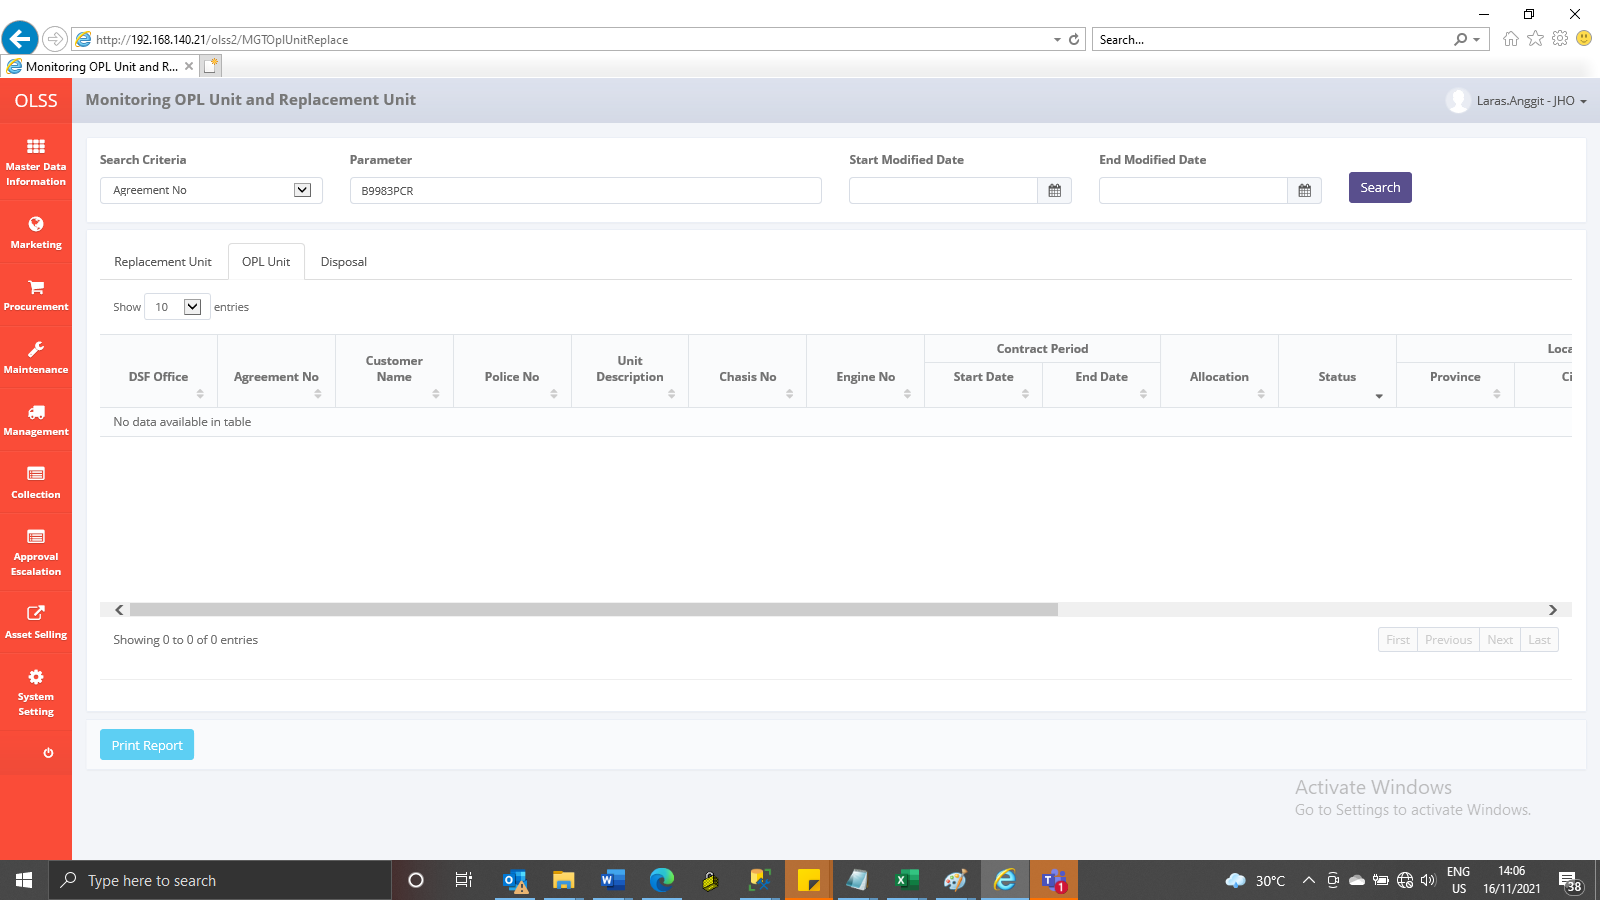 http://192.168.140.21/olss2/MGTOplUnitReplace
Search...
Monitoring OPL Unit and R...
OLSS
Monitoring OPL Unit and Replacement Unit
Laras.Anggit - JHO
Master Data
Information
Marketing
Procurement
Maintenance
Management
Collection
Approval
Escalation
Asset Selling
System
Setting
Search Criteria
Parameter
Start Modified Date
End Modified Date
Agreement No
B9983PCR
Search
Replacement Unit
OPL Unit
Disposal
Show 10 entries
DSF Office
Agreement No
Customer
Name
Police No
Unit
Description
Chasis No
Engine No
Contract Period
Start Date
End Date
Allocation
Status
Loca
Province
Ci
No data available in table
Showing 0 to 0 of 0 entries
First
Previous
Next
Last
Print Report
Activate Windows
Go to Settings to activate Windows.
Type here to search
1
30°C
ENG
US
14:06
16/11/2021
38